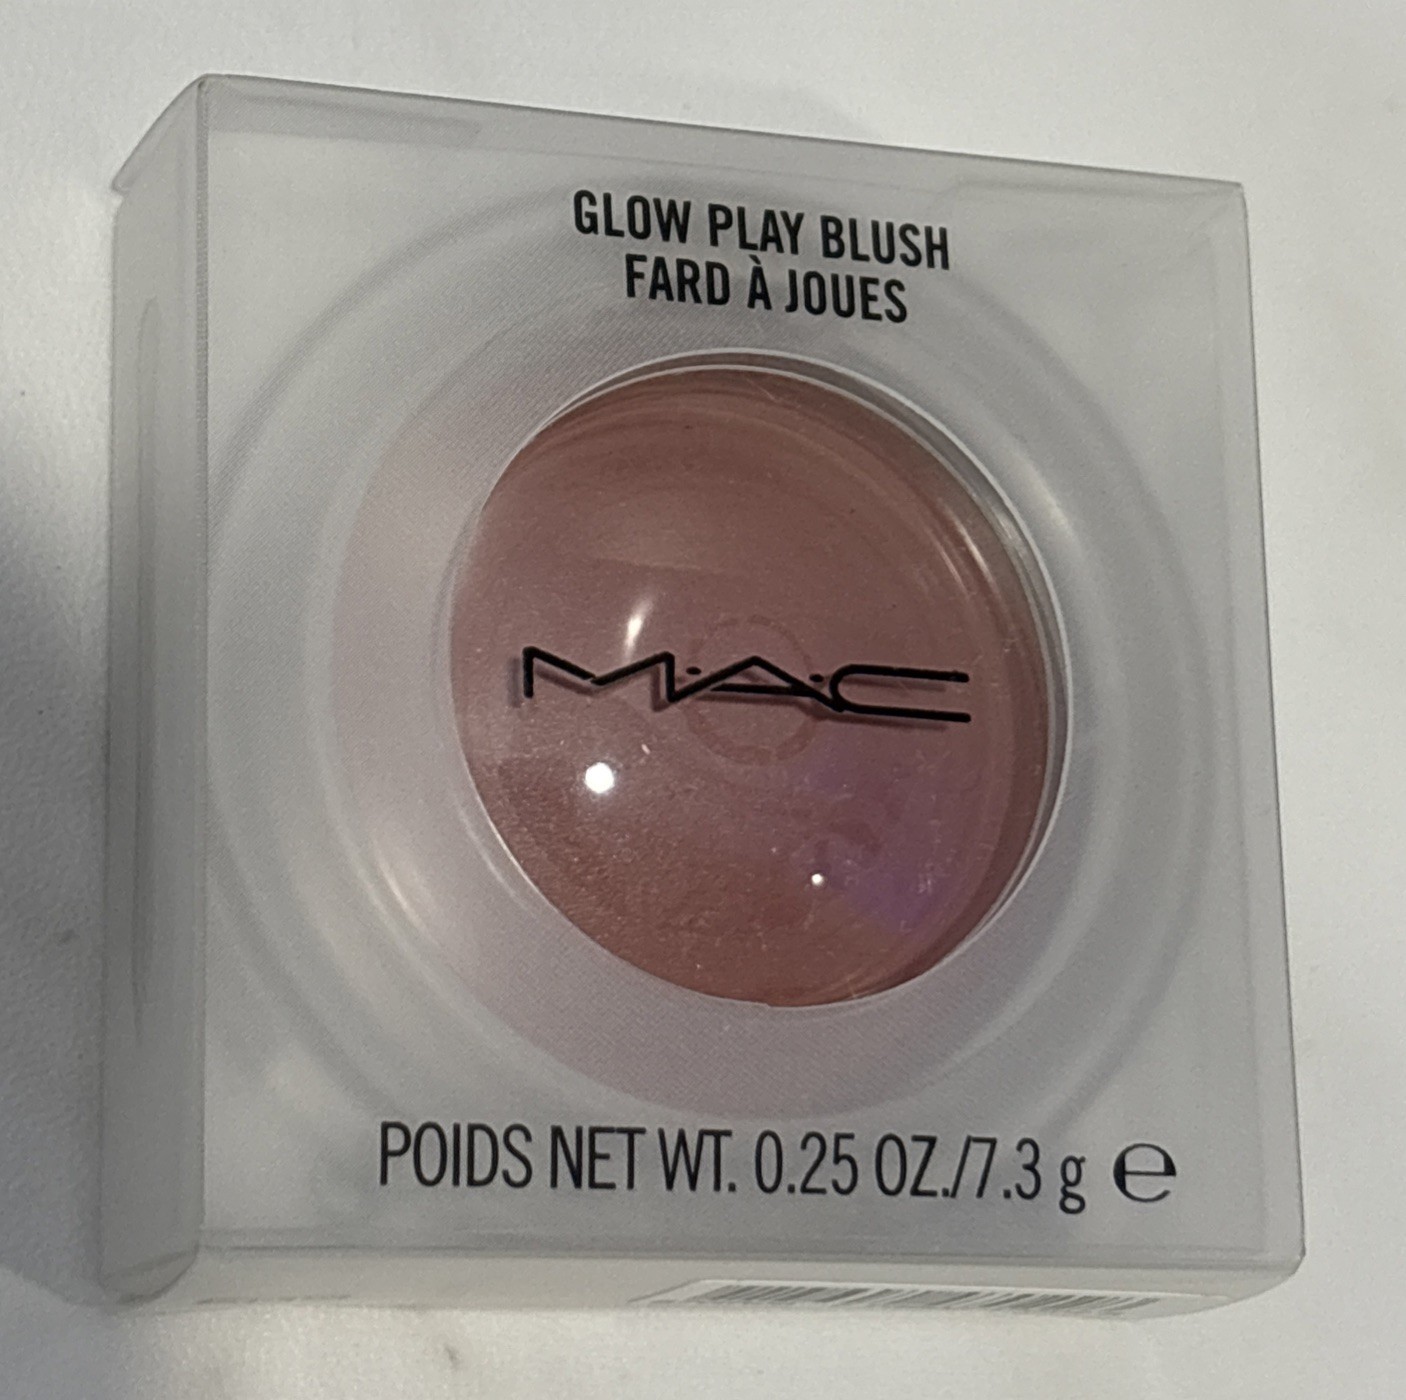 GLOW PLAY BLUSH
FARD À JOUES
M·A·C
POIDS NET WT. 0.25 OZ./7.3 g ℮